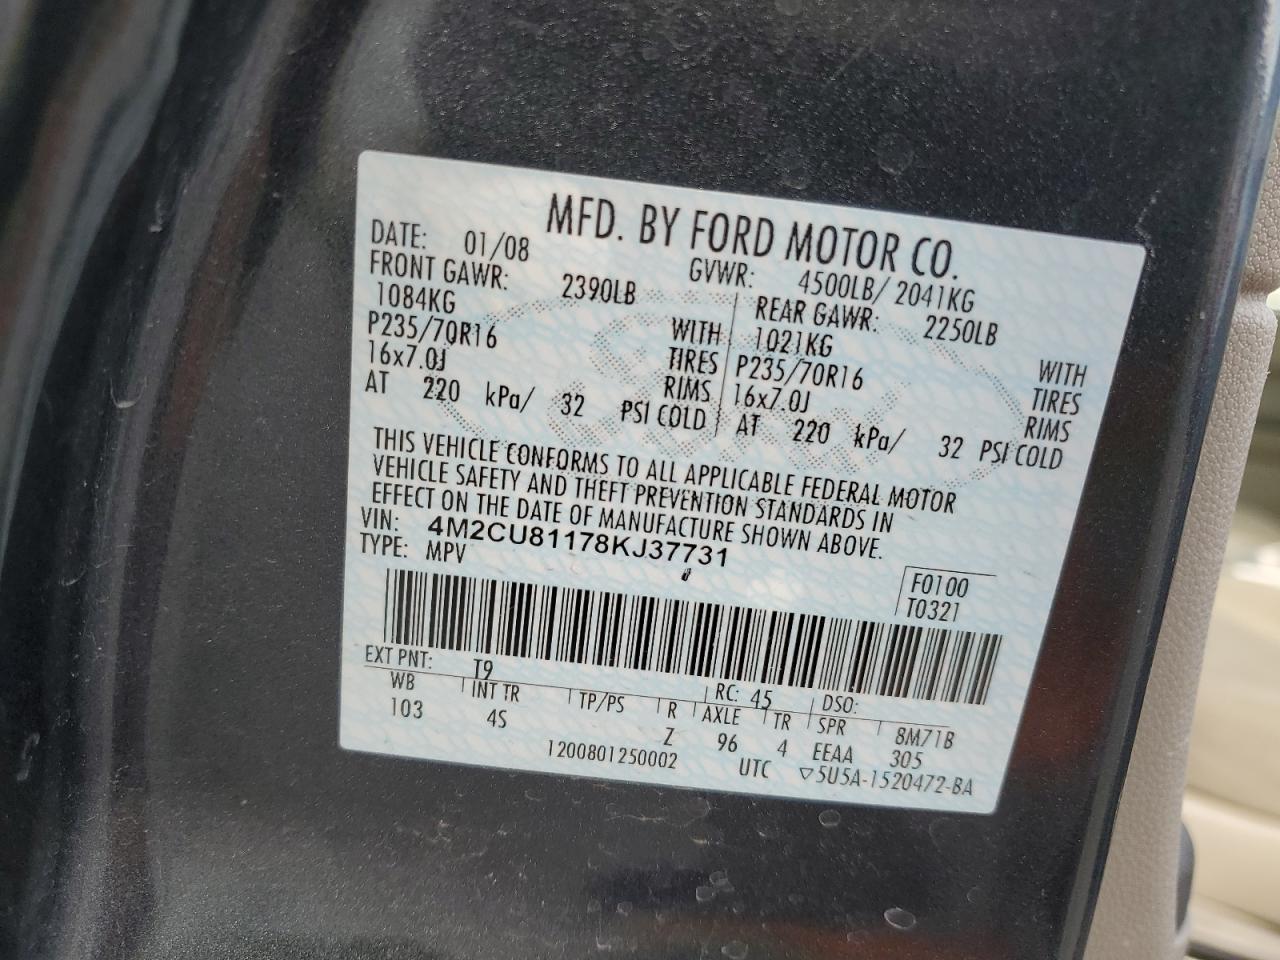 MFD. BY FORD MOTOR CO.
DATE: 01/08 GVWR: 4500LB/ 2041KG
FRONT GAWR: 2390LB REAR GAWR: 2250LB
1084KG WITH 1021KG WITH
P235/70R16 TIRES P235/70R16 TIRES
16x7.0J RIMS 16x7.0J RIMS
AT 220 kPa/ 32 PSI COLD AT 220 kPa/ 32 PSI COLD
THIS VEHICLE CONFORMS TO ALL APPLICABLE FEDERAL MOTOR
VEHICLE SAFETY AND THEFT PREVENTION STANDARDS IN
EFFECT ON THE DATE OF MANUFACTURE SHOWN ABOVE.
VIN: 4M2CU81178KJ37731
TYPE: MPV
F0100
T0321
EXT PNT: T9 RC: 45 DSO:
WB INT TR TP/PS R AXLE TR SPR 8M71B
103 4S Z 96 4 EEAA 305
1200801250002 UTC ▽5U5A-1520472-BA